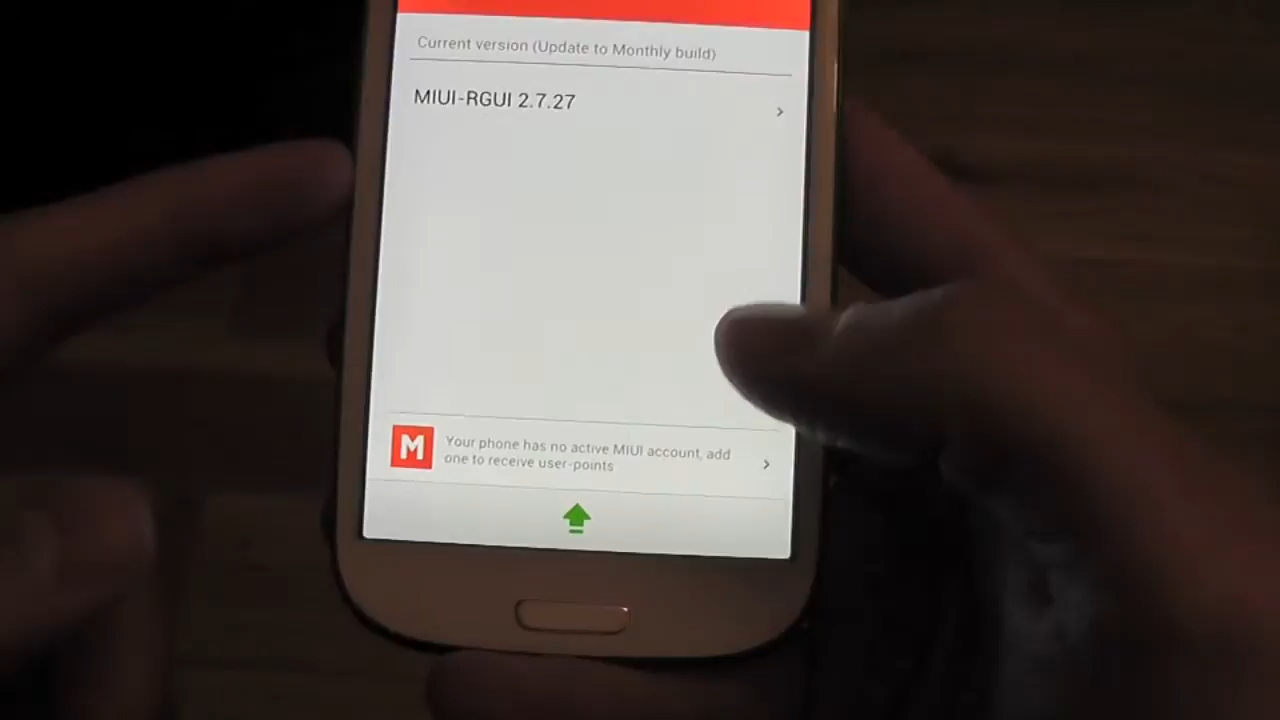 Current version (Update to Monthly build)
MIUI-RGUI 2.7.27
M
Your phone has no active MIUI account, add
one to receive user-points